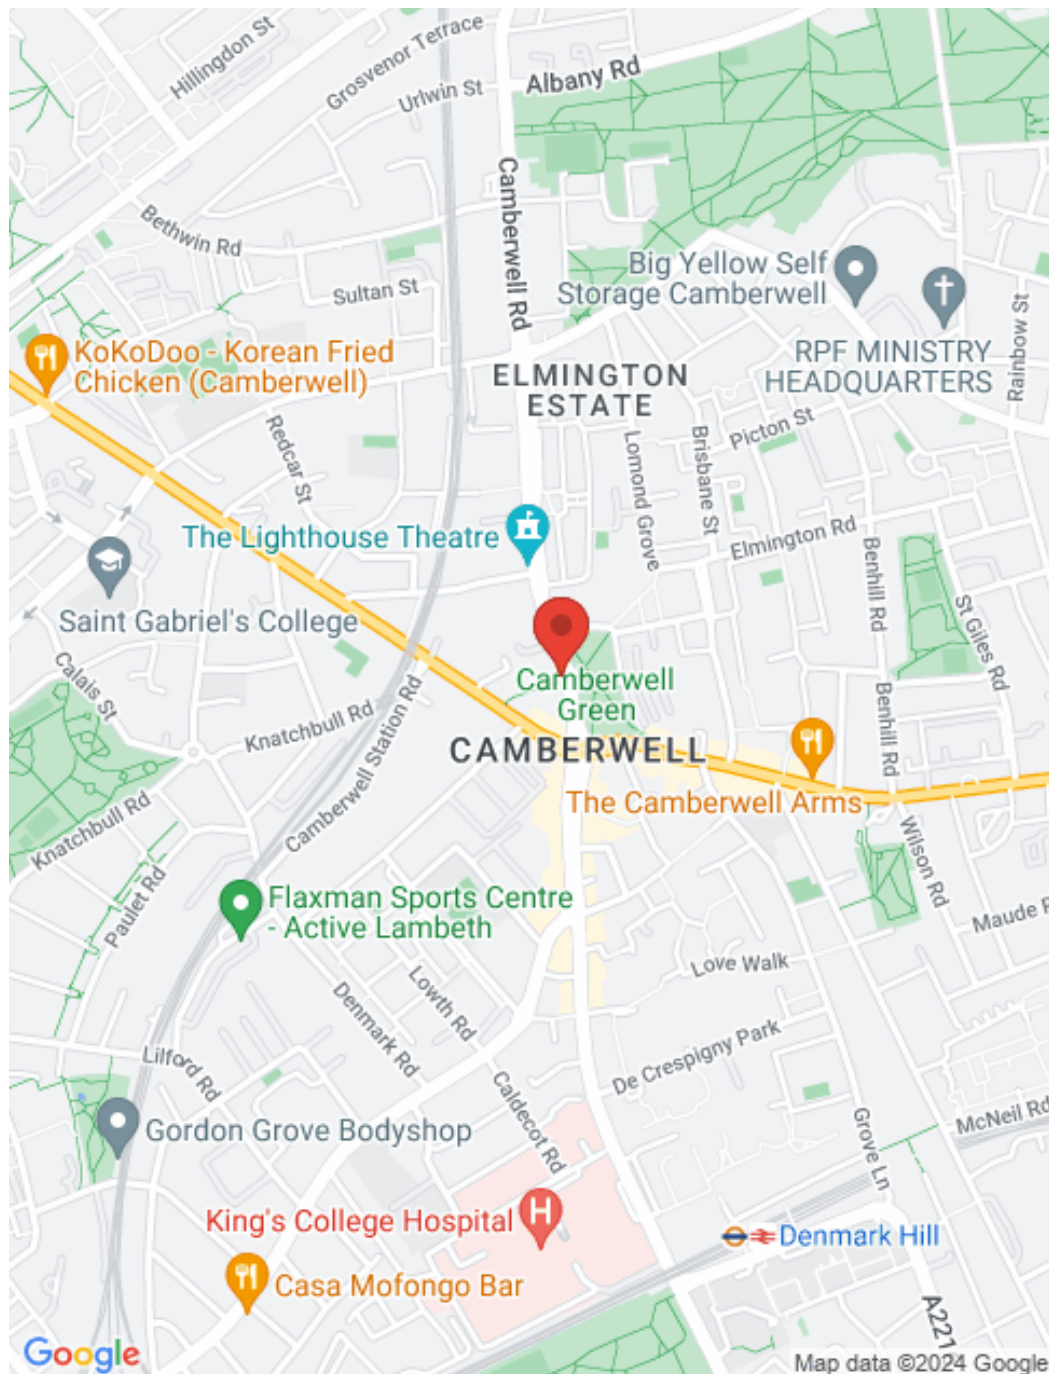 Hillingdon St
Grosvenor Terrace
Urlwin St
Albany Rd
Camberwell Rd
Bethwin Rd
Sultan St
Big Yellow Self
Storage Camberwell
RPF MINISTRY
HEADQUARTERS
Rainbow St
KoKoDoo - Korean Fried
Chicken (Camberwell)
ELMINGTON
ESTATE
Redcar St
Lomond Grove
Brisbane St
Picton St
The Lighthouse Theatre
Elmington Rd
Benhill Rd
St Giles Rd
Saint Gabriel's College
Calais St
Camberwell
Green
Knatchbull Rd
Camberwell Station Rd
CAMBERWELL
Benhill Rd
The Camberwell Arms
Knatchbull Rd
Paulet Rd
Wilson Rd
Flaxman Sports Centre
- Active Lambeth
Maude R
Love Walk
Lowth Rd
Denmark Rd
De Crespigny Park
Lilford Rd
Caldecot Rd
Grove Ln
McNeil Rd
Gordon Grove Bodyshop
King's College Hospital
H
Denmark Hill
Casa Mofongo Bar
A221
Google
Map data ©2024 Google